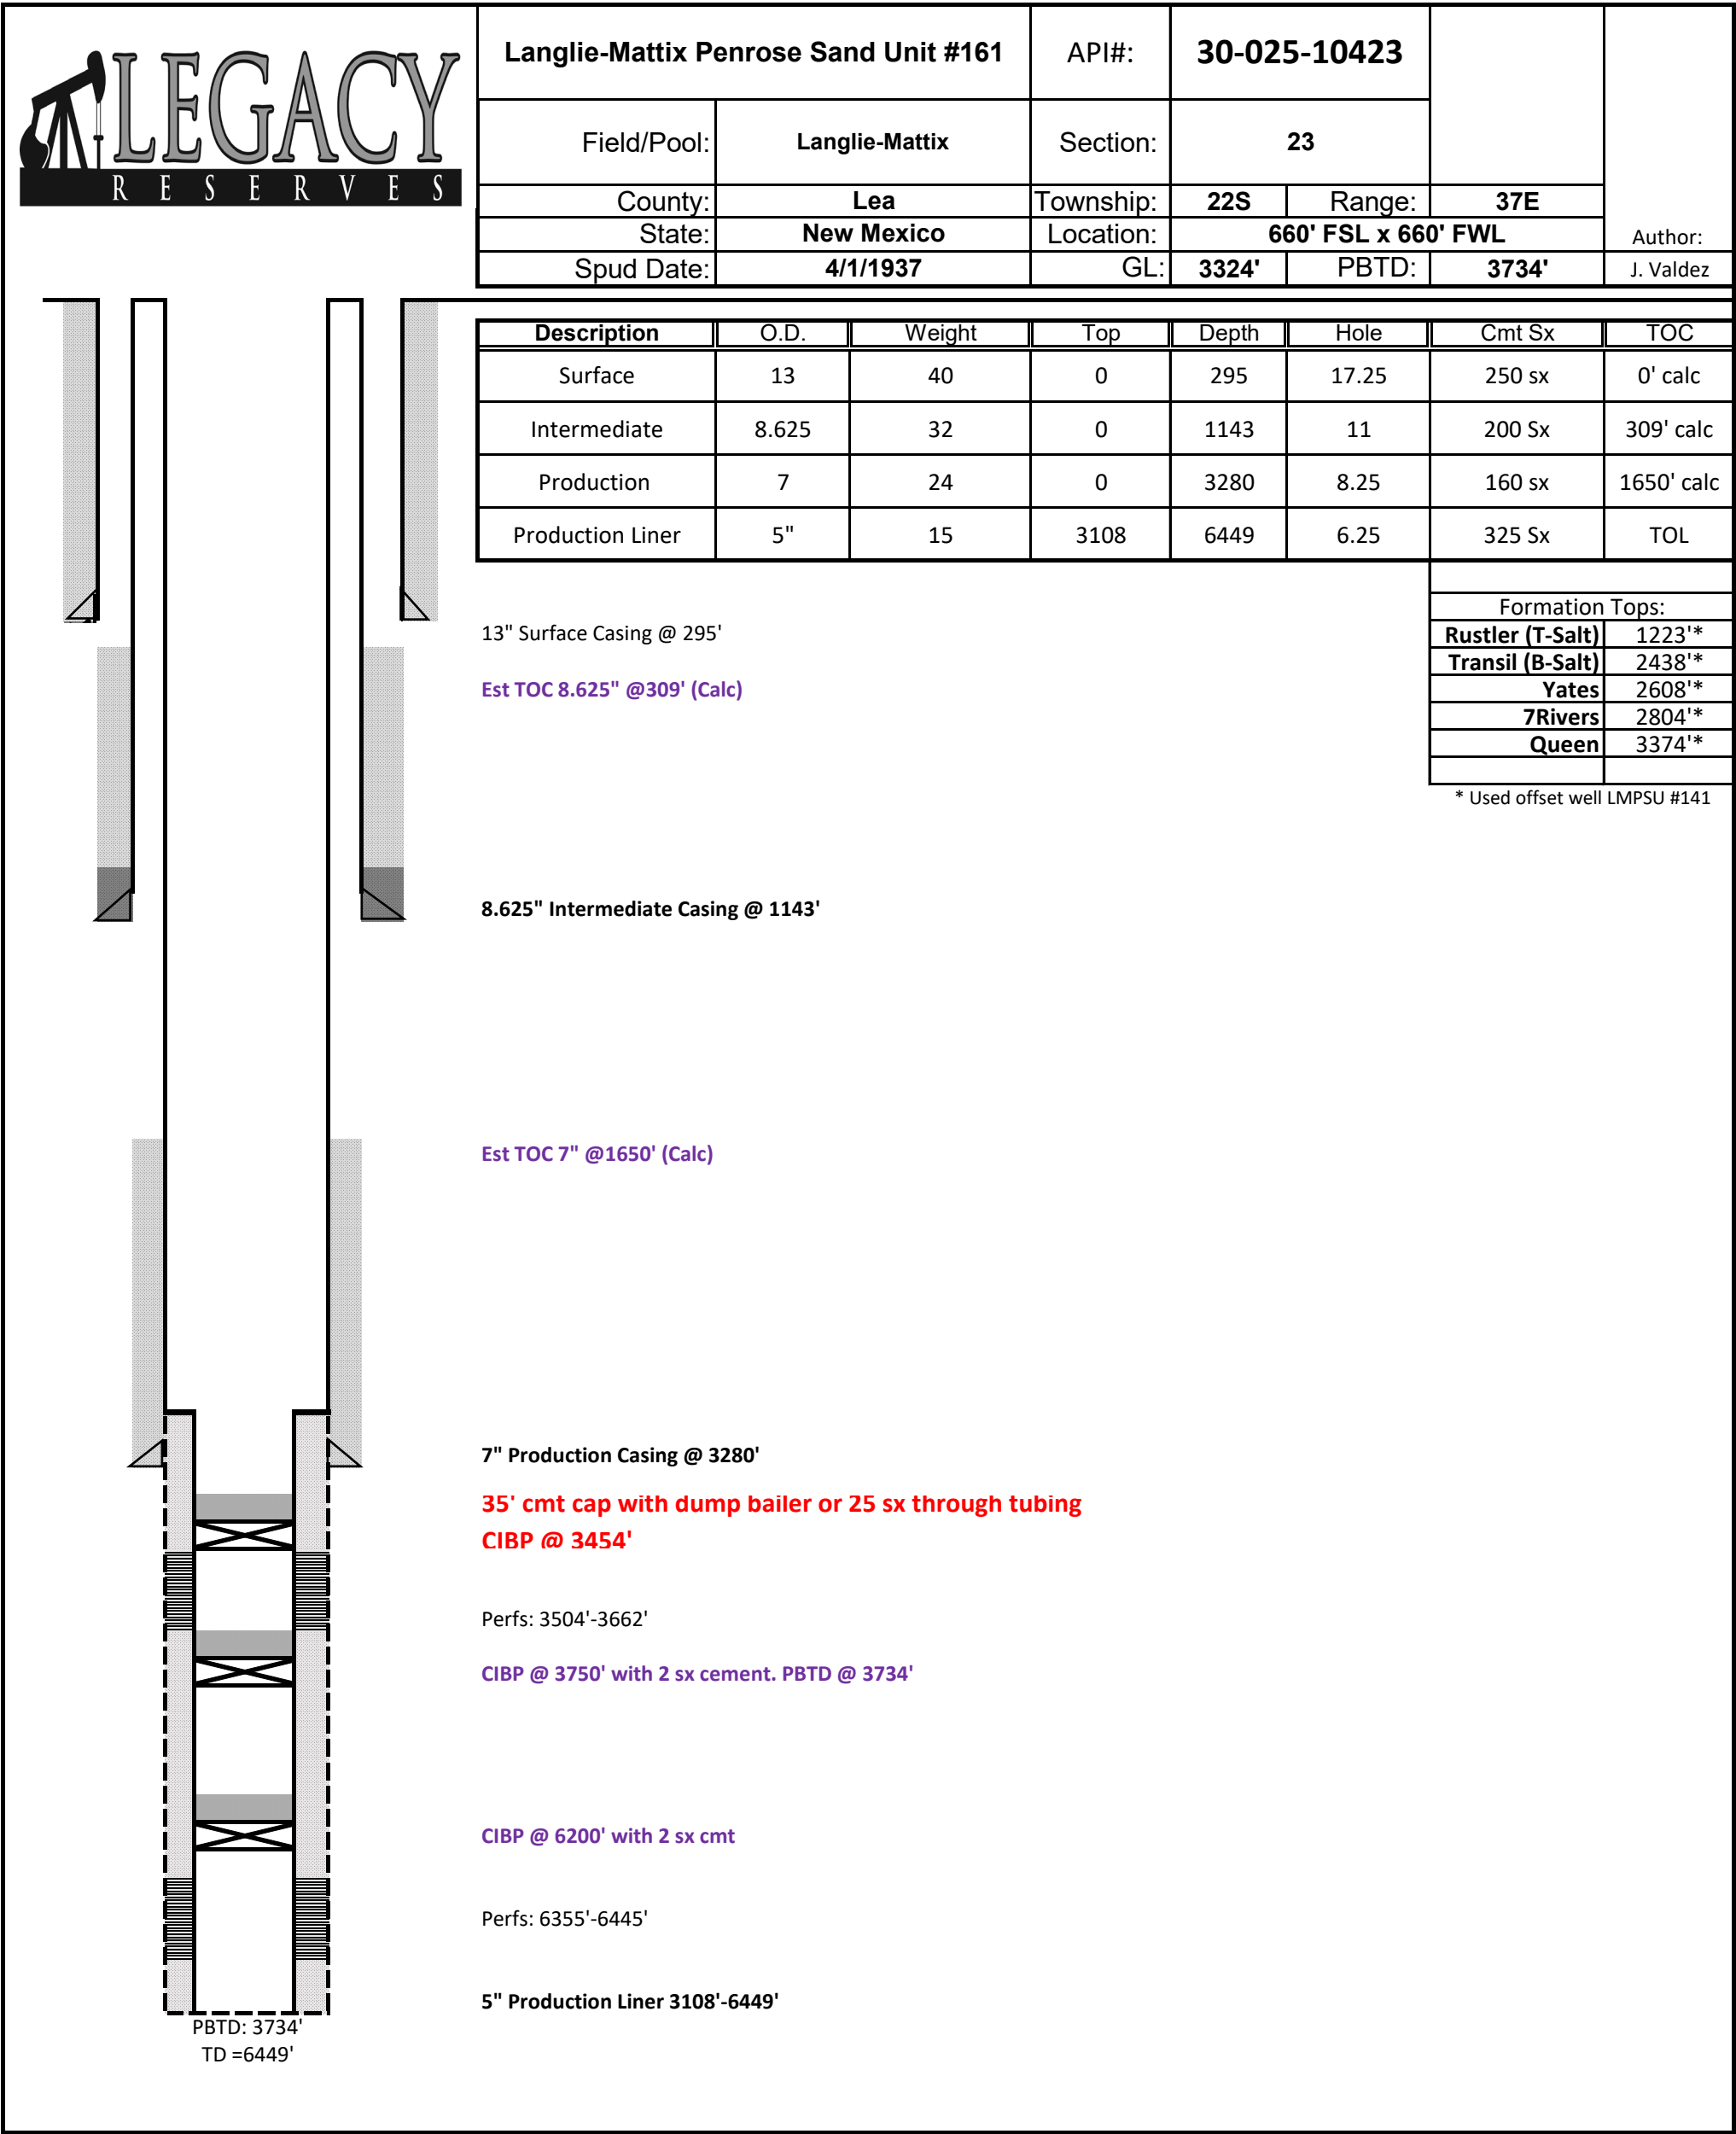 LEGACY
RESERVES
Langlie-Mattix Penrose Sand Unit #161 API#: 30-025-10423
Field/Pool: Langlie-Mattix Section: 23
County: Lea Township: 22S Range: 37E
State: New Mexico Location: 660' FSL x 660' FWL Author:
Spud Date: 4/1/1937 GL: 3324' PBTD: 3734' J. Valdez
Description O.D. Weight Top Depth Hole Cmt Sx TOC
Surface 13 40 0 295 17.25 250 sx 0' calc
Intermediate 8.625 32 0 1143 11 200 Sx 309' calc
Production 7 24 0 3280 8.25 160 sx 1650' calc
Production Liner 5" 15 3108 6449 6.25 325 Sx TOL
Formation Tops:
Rustler (T-Salt) 1223'*
Transil (B-Salt) 2438'*
Yates 2608'*
7Rivers 2804'*
Queen 3374'*
* Used offset well LMPSU #141
13" Surface Casing @ 295'
Est TOC 8.625" @309' (Calc)
8.625" Intermediate Casing @ 1143'
Est TOC 7" @1650' (Calc)
7" Production Casing @ 3280'
35' cmt cap with dump bailer or 25 sx through tubing
CIBP @ 3454'
Perfs: 3504'-3662'
CIBP @ 3750' with 2 sx cement. PBTD @ 3734'
CIBP @ 6200' with 2 sx cmt
Perfs: 6355'-6445'
5" Production Liner 3108'-6449'
PBTD: 3734'
TD =6449'